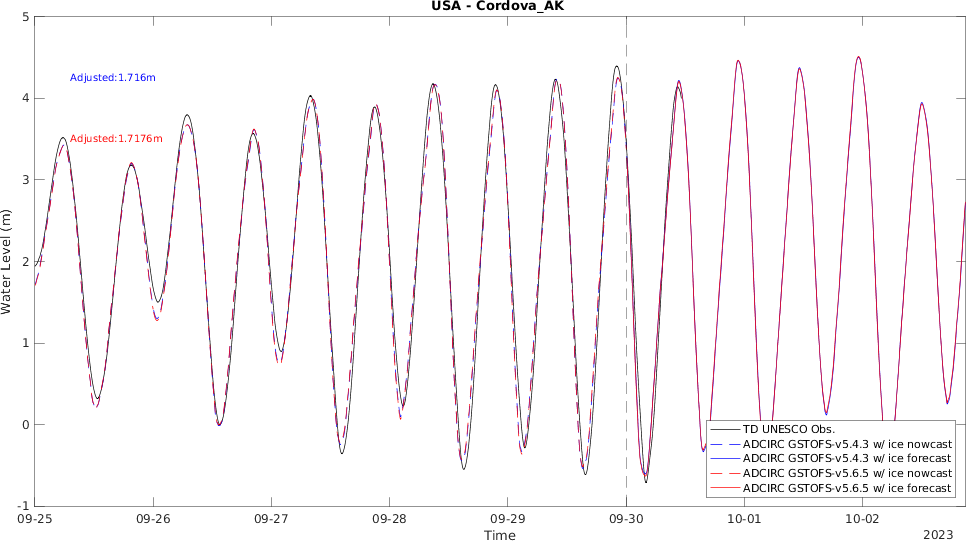 USA - Cordova_AK
5
4
3
2
1
0
-1
Water Level (m)
Adjusted:1.716m
Adjusted:1.7176m
TD UNESCO Obs.
ADCIRC GSTOFS-v5.4.3 w/ ice nowcast
ADCIRC GSTOFS-v5.4.3 w/ ice forecast
ADCIRC GSTOFS-v5.6.5 w/ ice nowcast
ADCIRC GSTOFS-v5.6.5 w/ ice forecast
09-25 09-26 09-27 09-28 09-29 09-30 10-01 10-02
Time
2023